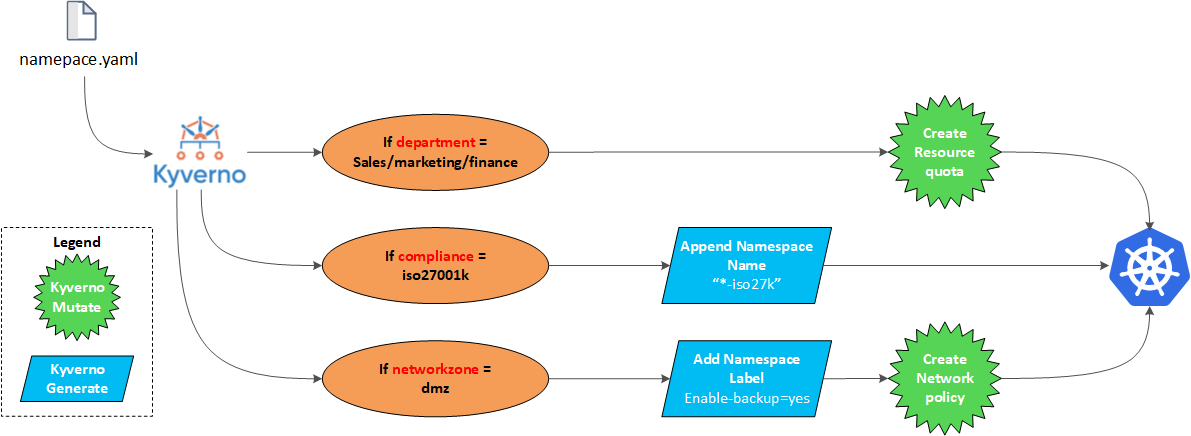 namepace.yaml
Kyverno
If department =
Sales/marketing/finance
Create
Resource
quota
If compliance =
iso27001k
Append Namespace
Name
“*-iso27k”
If networkzone =
dmz
Add Namespace
Label
Enable-backup=yes
Create
Network
policy
Legend
Kyverno
Mutate
Kyverno
Generate